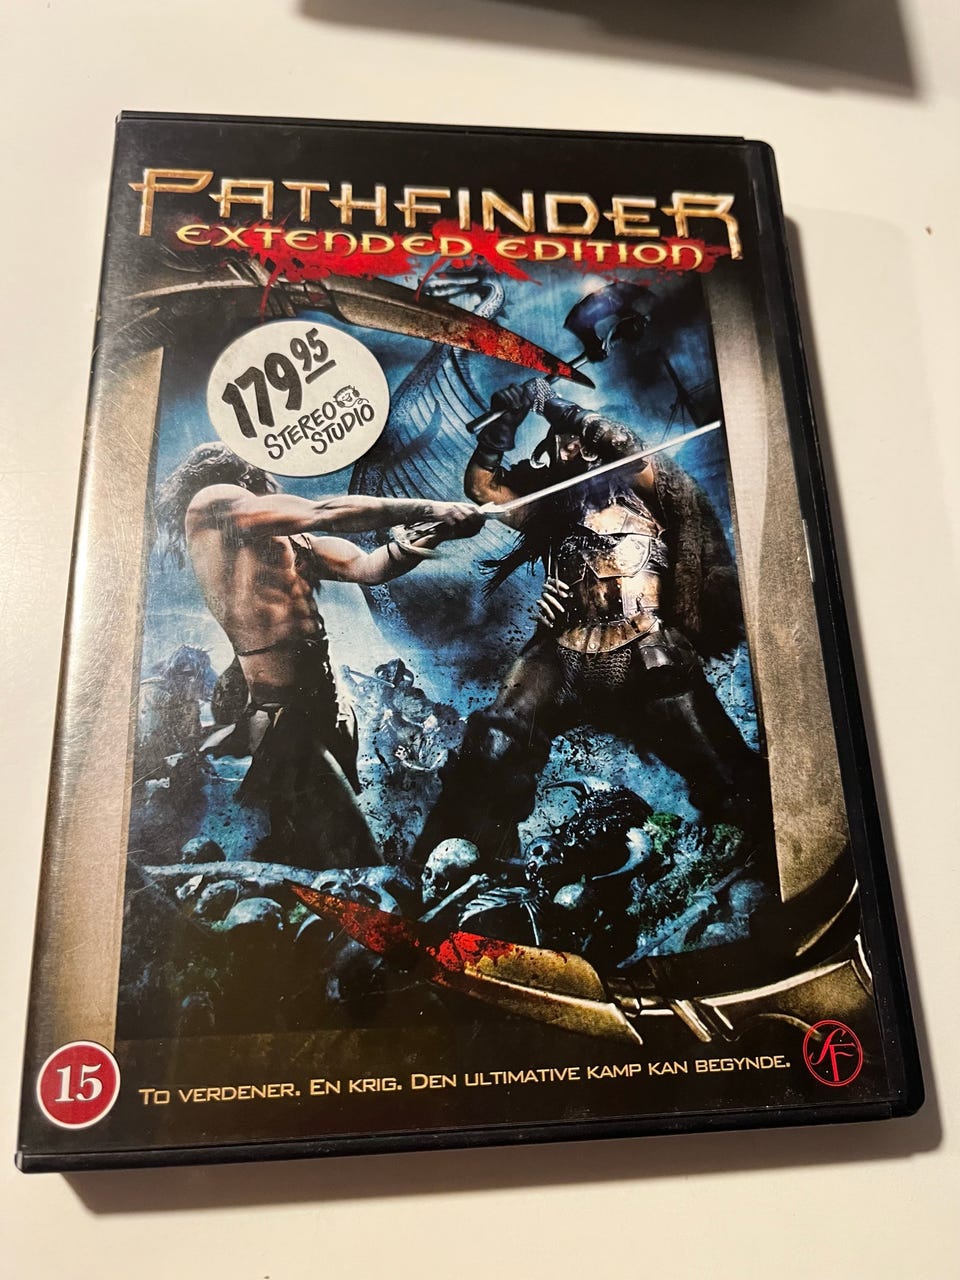 PATHFINDER
EXTENDED EDITION
179 95
STEREO
STUDIO
15
TO VERDENER. EN KRIG. DEN ULTIMATIVE KAMP KAN BEGYNDE.
SF